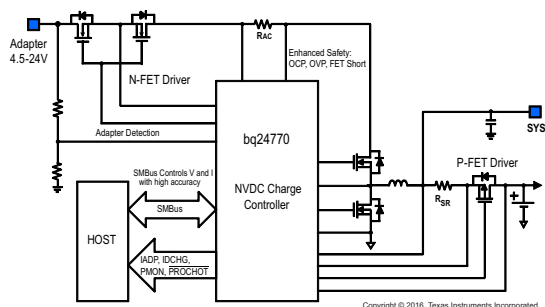 Adapter
4.5-24V
N-FET Driver
RAC
Enhanced Safety:
OCP, OVP, FET Short
Adapter Detection
bq24770
NVDC Charge
Controller
SYS
P-FET Driver
RSR
+
SMBus Controls V and I
with high accuracy
SMBus
HOST
IADP, IDCHG,
PMON, PROCHOT
Copyright © 2016, Texas Instruments Incorporated